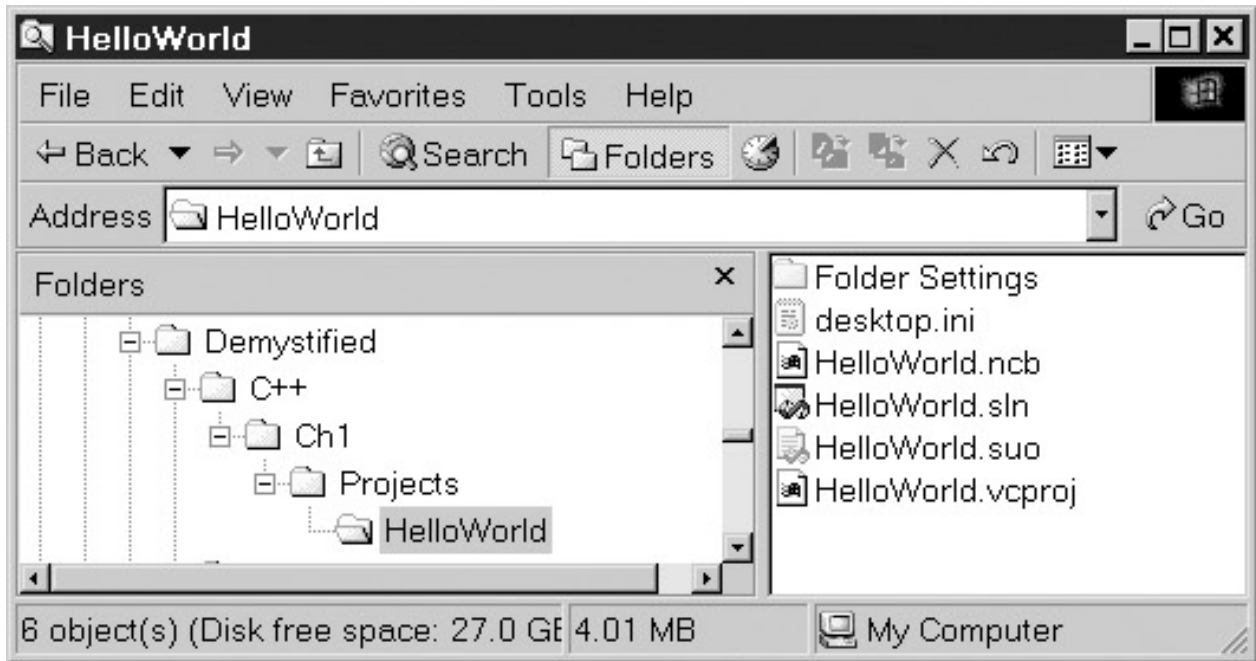 HelloWorld
File Edit View Favorites Tools Help
Back Search Folders
Address HelloWorld Go
Folders
Demystified
C++
Ch1
Projects
HelloWorld
Folder Settings
desktop.ini
HelloWorld.ncb
HelloWorld.sln
HelloWorld.suo
HelloWorld.vcproj
6 object(s) (Disk free space: 27.0 GE 4.01 MB My Computer